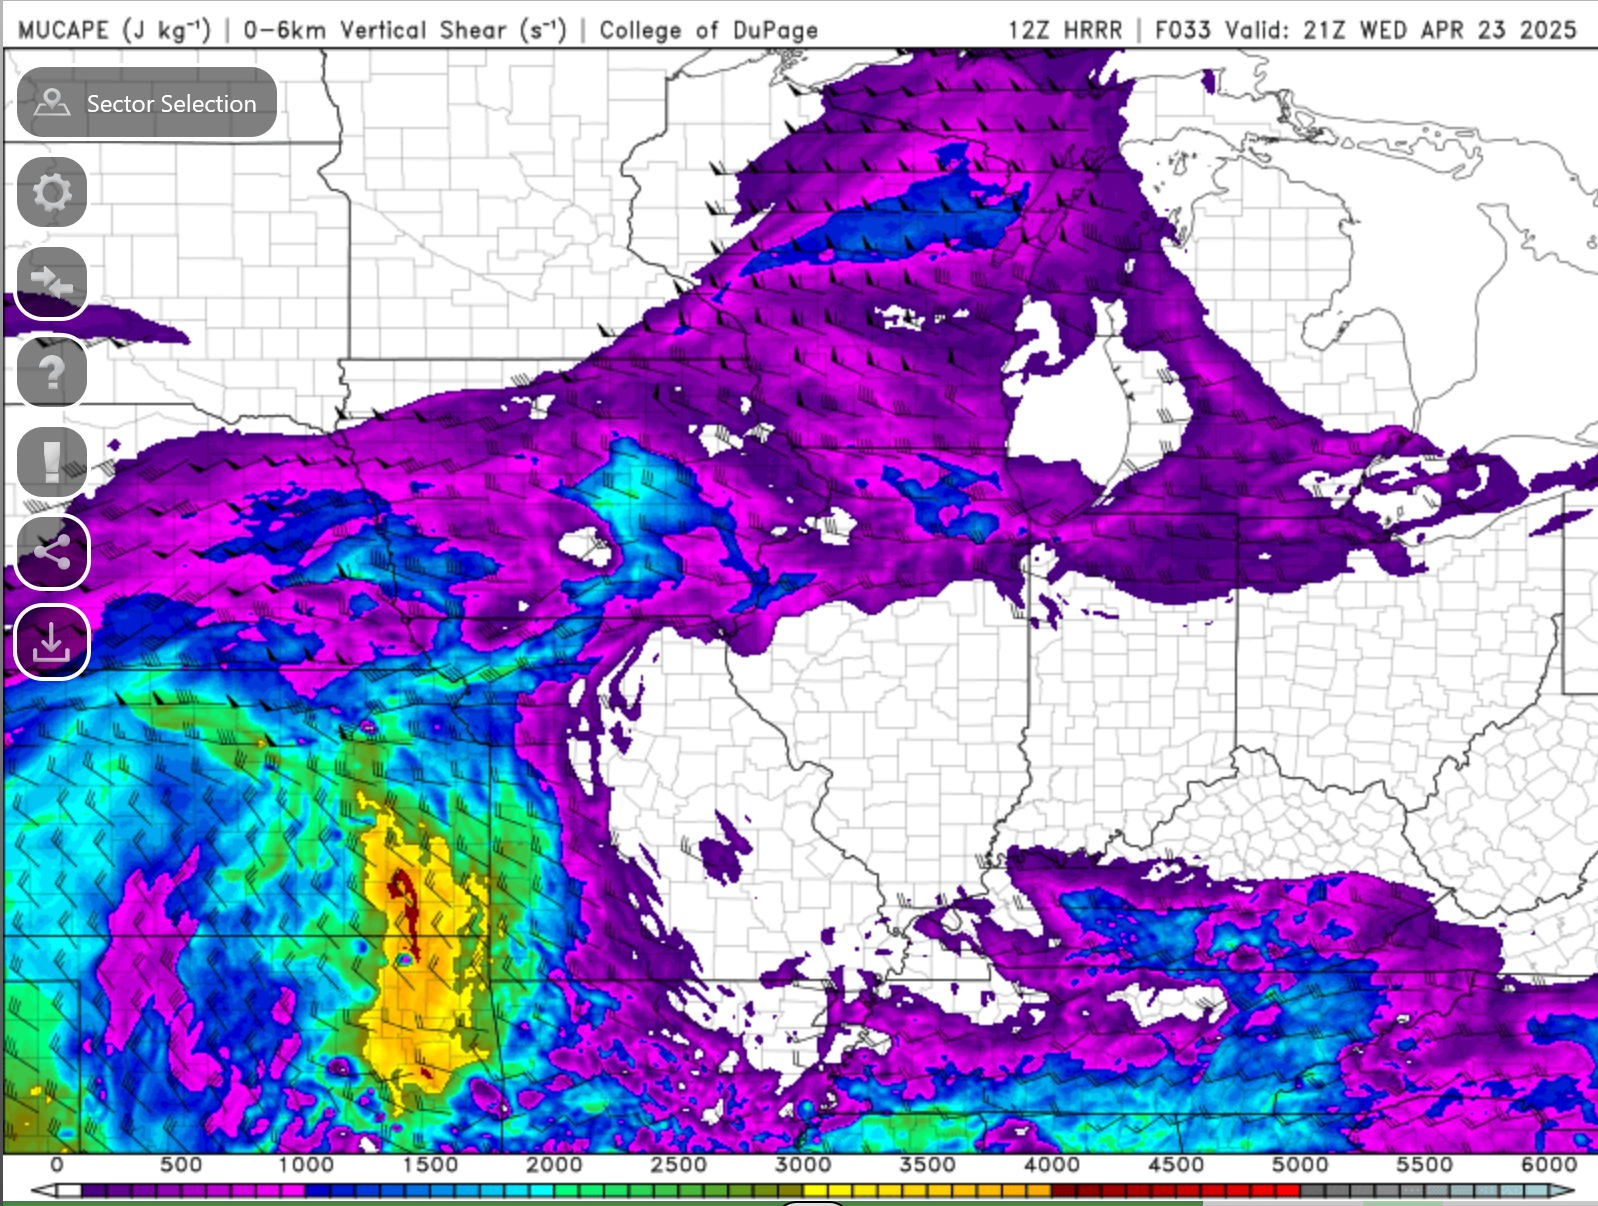 MUCAPE (J kg⁻¹) | 0-6km Vertical Shear (s⁻¹) | College of DuPage 12Z HRRR | F033 Valid: 21Z WED APR 23 2025
Sector Selection
?
0 500 1000 1500 2000 2500 3000 3500 4000 4500 5000 5500 6000